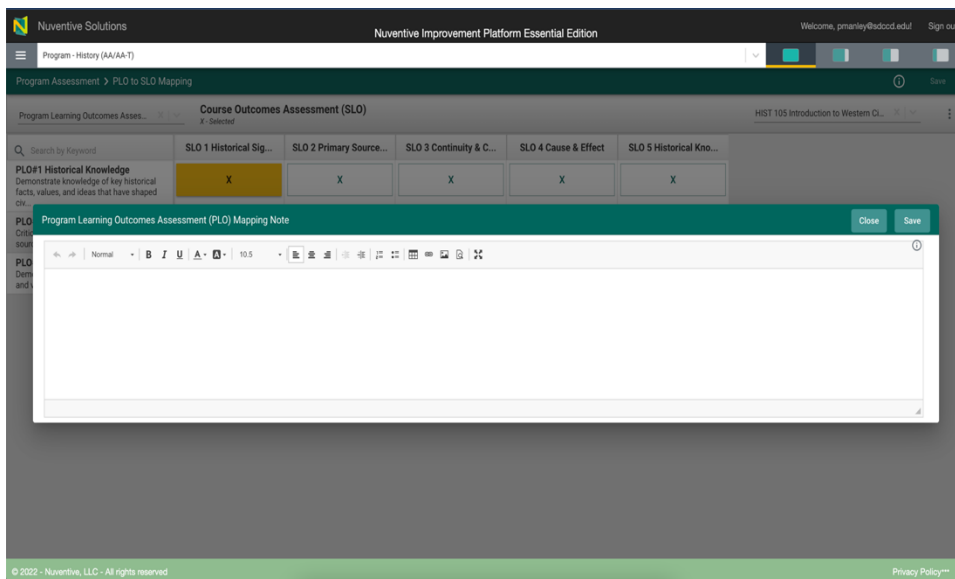 Nuventive Solutions
Nuventive Improvement Platform Essential Edition
Welcome, pmanley@sdccd.edu!
Sign ou
Program - History (AA/AA-T)
Program Assessment > PLO to SLO Mapping
Save
Program Learning Outcomes Asses...
Course Outcomes Assessment (SLO)
X - Selected
HIST 105 Introduction to Western Ci...
Search by Keyword
SLO 1 Historical Sig...
SLO 2 Primary Source...
SLO 3 Continuity & C...
SLO 4 Cause & Effect
SLO 5 Historical Kno...
PLO#1 Historical Knowledge
Demonstrate knowledge of key historical
facts, values, and ideas that have shaped
civ...
X X X X X
PLO
Critic
sourc
PLO
Dem
and v
Program Learning Outcomes Assessment (PLO) Mapping Note
Close
Save
Normal
B I U A A 10.5
© 2022 - Nuventive, LLC - All rights reserved
Privacy Policy***